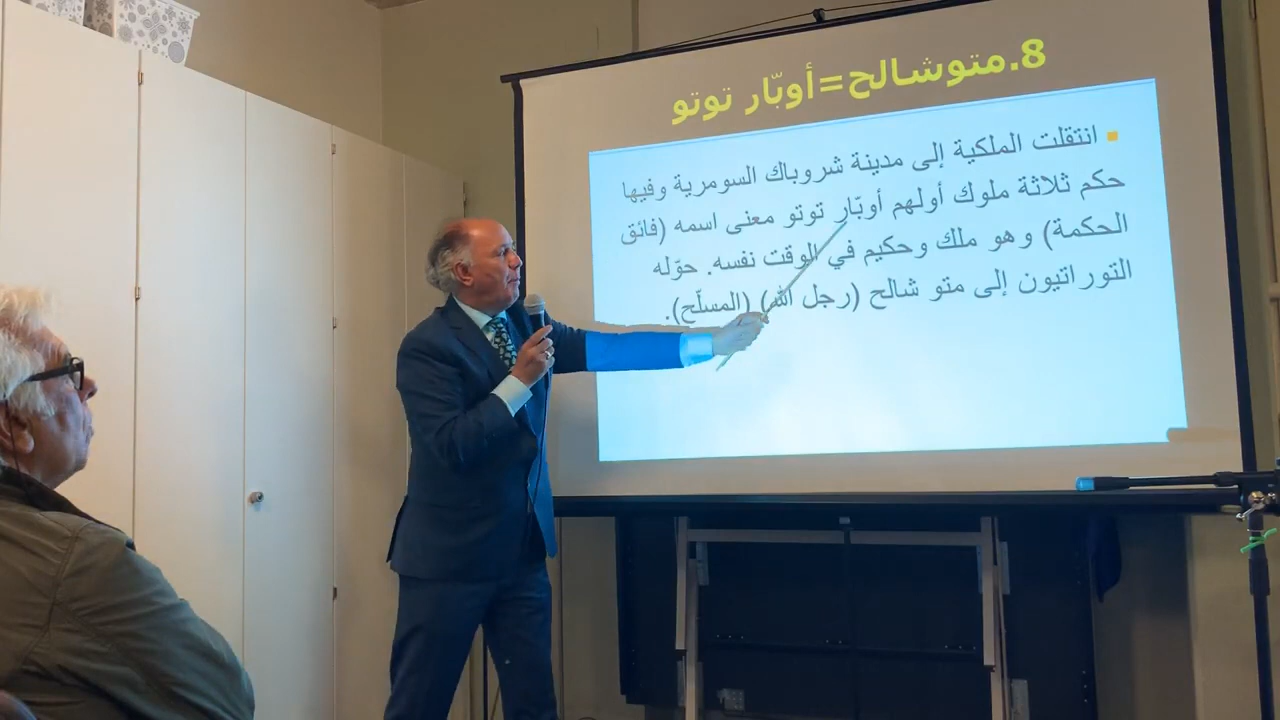 8.متوشالح=أوبّار توتو
انتقلت الملكية إلى مدينة شروباك السومرية وفيها
حكم ثلاثة ملوك أولهم أوبّار توتو معنى اسمه (فائق
الحكمة) وهو ملك وحكيم في الوقت نفسه. حوّله
التوراتيون إلى متو شالح (رجل الله) (المسلّح).